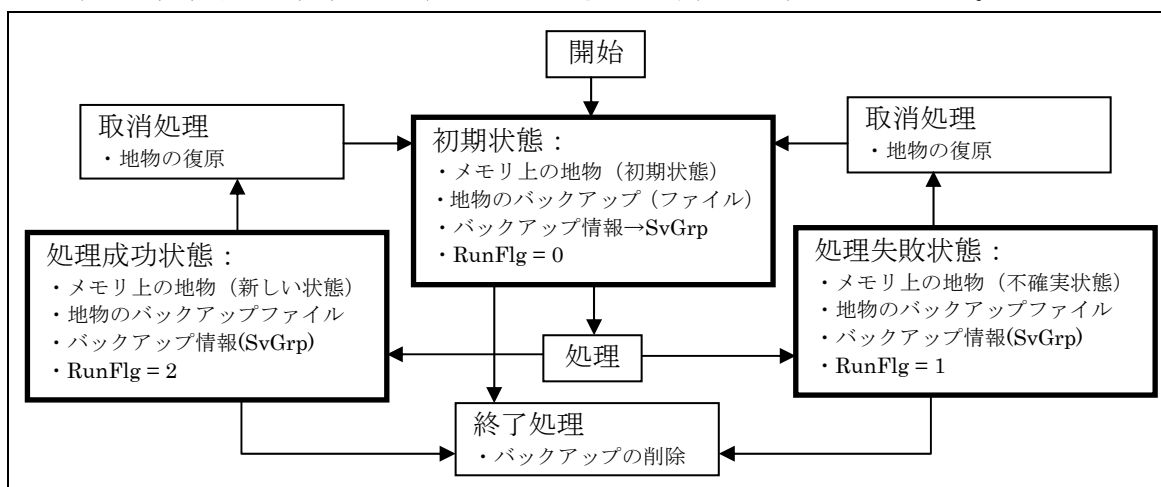 開始
取消処理
・地物の復原
初期状態：
・メモリ上の地物（初期状態）
・地物のバックアップ（ファイル）
・バックアップ情報→SvGrp
・RunFlg = 0
取消処理
・地物の復原
処理成功状態：
・メモリ上の地物（新しい状態）
・地物のバックアップファイル
・バックアップ情報(SvGrp)
・RunFlg = 2
処理
処理失敗状態：
・メモリ上の地物（不確実状態）
・地物のバックアップファイル
・バックアップ情報(SvGrp)
・RunFlg = 1
終了処理
・バックアップの削除